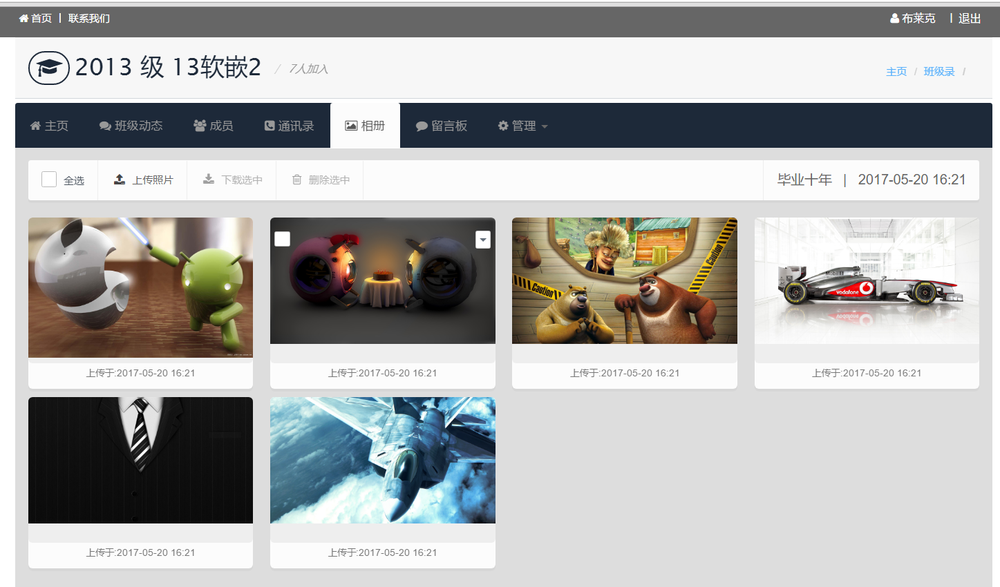 首页 | 联系我们 布莱克 | 退出
2013 级 13软嵌2 / 7人加入 主页 / 班级录 /
主页 班级动态 成员 通讯录 相册 留言板 管理
全选 上传照片 下载选中 删除选中 毕业十年 | 2017-05-20 16:21
Caution
Caution
Mobil
vodafone
上传于:2017-05-20 16:21
上传于:2017-05-20 16:21
上传于:2017-05-20 16:21
上传于:2017-05-20 16:21
上传于:2017-05-20 16:21
上传于:2017-05-20 16:21